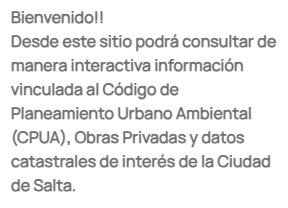 Bienvenido!!
Desde este sitio podrá consultar de
manera interactiva información
vinculada al Código de
Planeamiento Urbano Ambiental
(CPUA), Obras Privadas y datos
catastrales de interés de la Ciudad
de Salta.